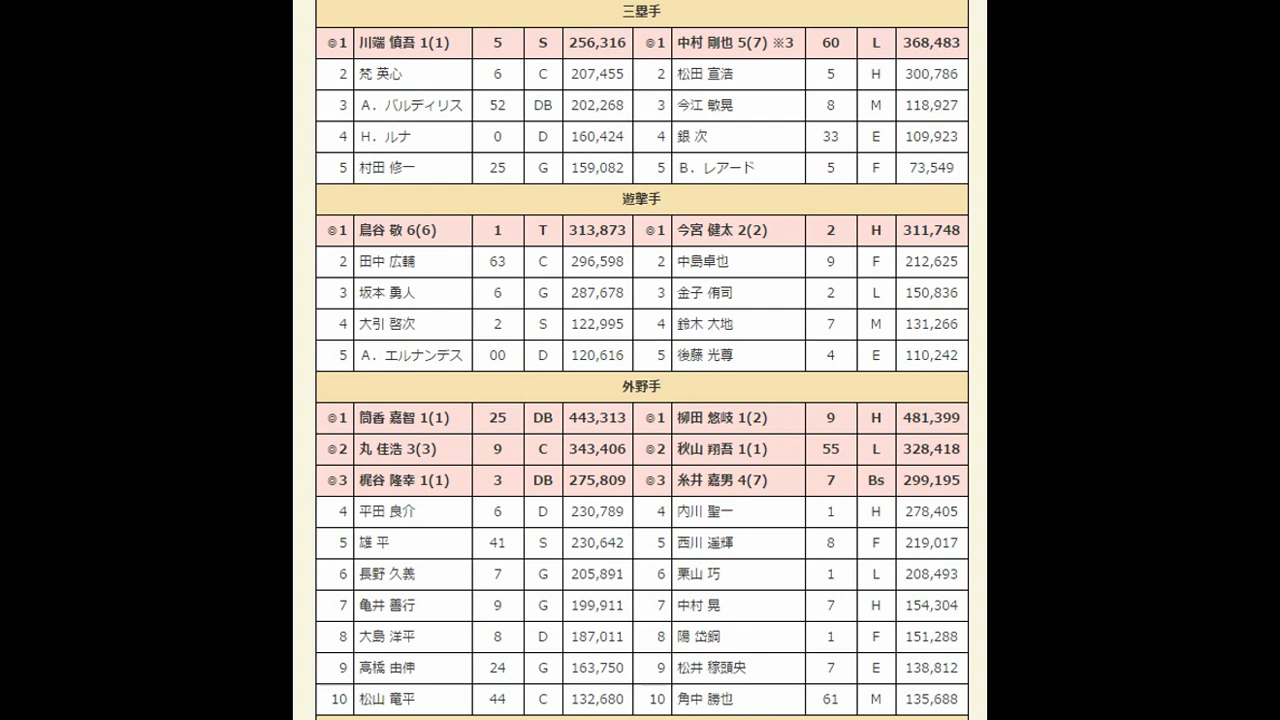 三塁手
◎1 川端 慎吾 1(1) 5 S 256,316 ◎1 中村 剛也 5(7) ※3 60 L 368,483
2 梵 英心 6 C 207,455 2 松田 宣浩 5 H 300,786
3 A．バルディリス 52 DB 202,268 3 今江 敏晃 8 M 118,927
4 H．ルナ 0 D 160,424 4 銀 次 33 E 109,923
5 村田 修一 25 G 159,082 5 B．レアード 5 F 73,549
遊撃手
◎1 鳥谷 敬 6(6) 1 T 313,873 ◎1 今宮 健太 2(2) 2 H 311,748
2 田中 広輔 63 C 296,598 2 中島卓也 9 F 212,625
3 坂本 勇人 6 G 287,678 3 金子 侑司 2 L 150,836
4 大引 啓次 2 S 122,995 4 鈴木 大地 7 M 131,266
5 A．エルナンデス 00 D 120,616 5 後藤 光尊 4 E 110,242
外野手
◎1 筒香 嘉智 1(1) 25 DB 443,313 ◎1 柳田 悠岐 1(2) 9 H 481,399
◎2 丸 佳浩 3(3) 9 C 343,406 ◎2 秋山 翔吾 1(1) 55 L 328,418
◎3 梶谷 隆幸 1(1) 3 DB 275,809 ◎3 糸井 嘉男 4(7) 7 Bs 299,195
4 平田 良介 6 D 230,789 4 内川 聖一 1 H 278,405
5 雄 平 41 S 230,642 5 西川 遥輝 8 F 219,017
6 長野 久義 7 G 205,891 6 栗山 巧 1 L 208,493
7 亀井 善行 9 G 199,911 7 中村 晃 7 H 154,304
8 大島 洋平 8 D 187,011 8 陽 岱鋼 1 F 151,288
9 高橋 由伸 24 G 163,750 9 松井 稼頭央 7 E 138,812
10 松山 竜平 44 C 132,680 10 角中 勝也 61 M 135,688